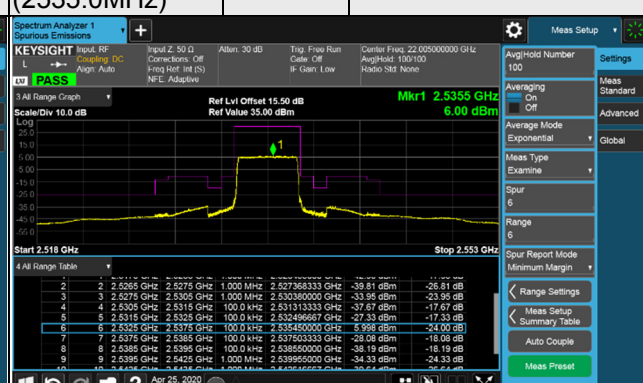 (2535.0MHz)
Spectrum Analyzer 1
Spurious Emissions
Meas Setup
KEYSIGHT Input: RF Input Z: 50 Ω Atten: 30 dB Trig: Free Run Center Freq: 22.005000000 GHz
L Coupling: DC Corrections: Off Gate: Off Avg|Hold: 100/100
Align: Auto Freq Ref: Int (S) IF Gain: Low Radio Std: None
LXI PASS NFE: Adaptive
3 All Range Graph
Ref Lvl Offset 15.50 dB Mkr1 2.5355 GHz
Scale/Div 10.0 dB Ref Value 35.00 dBm 6.00 dBm
Log
25.0
15.0
5.00
-5.00
-15.0
-25.0
-35.0
-45.0
-55.0
1
Start 2.518 GHz Stop 2.553 GHz
4 All Range Table
2 2 2.5265 GHz 2.5275 GHz 1.000 MHz 2.527368333 GHz -39.81 dBm -26.81 dB
3 3 2.5275 GHz 2.5305 GHz 1.000 MHz 2.530380000 GHz -33.95 dBm -23.95 dB
4 4 2.5305 GHz 2.5315 GHz 100.0 kHz 2.531313333 GHz -37.67 dBm -17.67 dB
5 5 2.5315 GHz 2.5325 GHz 100.0 kHz 2.532496667 GHz -27.33 dBm -17.33 dB
6 6 2.5325 GHz 2.5375 GHz 100.0 kHz 2.535450000 GHz 5.998 dBm -24.00 dB
7 7 2.5375 GHz 2.5385 GHz 100.0 kHz 2.537503333 GHz -28.08 dBm -18.08 dB
8 8 2.5385 GHz 2.5395 GHz 100.0 kHz 2.538550000 GHz -38.19 dBm -18.19 dB
9 9 2.5395 GHz 2.5425 GHz 1.000 MHz 2.539955000 GHz -34.33 dBm -24.33 dB
Apr 25, 2020
Avg|Hold Number
100
Averaging
On
Off
Average Mode
Exponential
Meas Type
Examine
Spur
6
Range
6
Spur Report Mode
Minimum Margin
Range Settings
Meas Setup
Summary Table
Auto Couple
Meas Preset
Settings
Meas
Standard
Advanced
Global